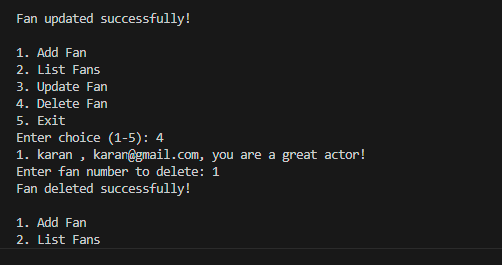 Fan updated successfully!
1. Add Fan
2. List Fans
3. Update Fan
4. Delete Fan
5. Exit
Enter choice (1-5): 4
1. karan , karan@gmail.com, you are a great actor!
Enter fan number to delete: 1
Fan deleted successfully!
1. Add Fan
2. List Fans